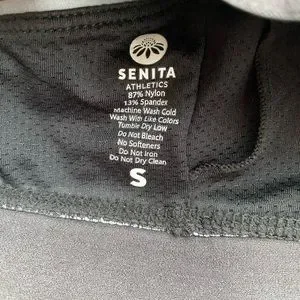 SENITA
ATHLETICS
87% Nylon
13% Spandex
Machine Wash Cold
Wash With Like Colors
Tumble Dry Low
Do Not Bleach
No Softeners
Do Not Iron
Do Not Dry Clean
S